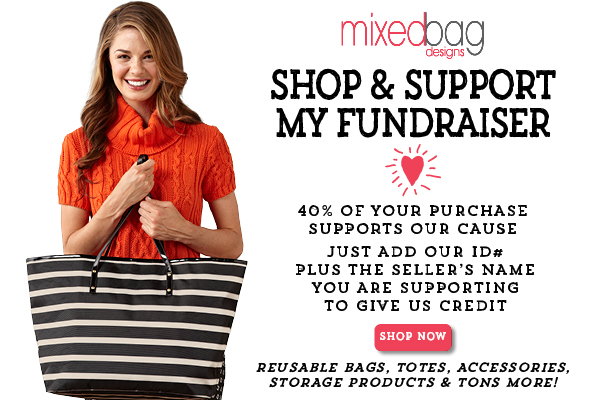 mixedbag
designs
SHOP & SUPPORT
MY FUNDRAISER
40% OF YOUR PURCHASE
SUPPORTS OUR CAUSE
JUST ADD OUR ID#
PLUS THE SELLER'S NAME
YOU ARE SUPPORTING
TO GIVE US CREDIT
SHOP NOW
REUSABLE BAGS, TOTES, ACCESSORIES,
STORAGE PRODUCTS & TONS MORE!